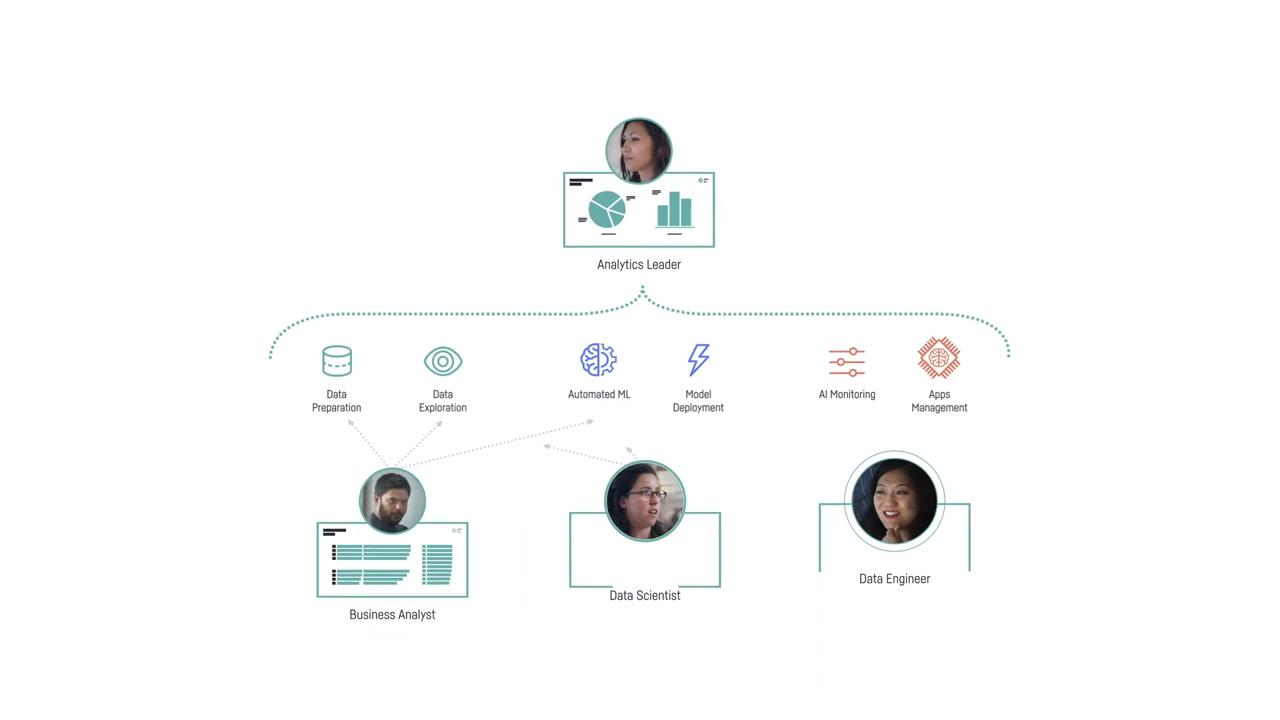 Analytics Leader
Data
Preparation
Data
Exploration
Automated ML
Model
Deployment
AI Monitoring
Apps
Management
Business Analyst
Data Scientist
Data Engineer